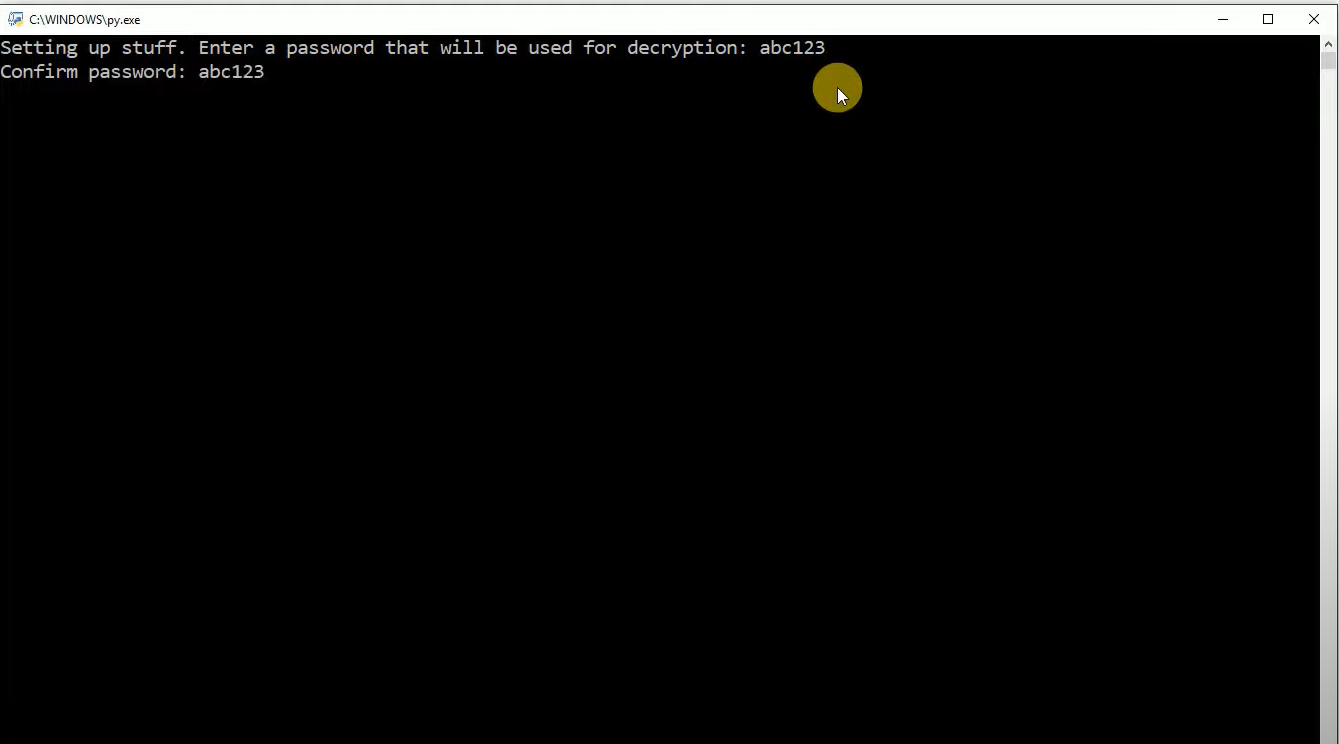 C:\WINDOWS\py.exe
Setting up stuff. Enter a password that will be used for decryption: abc123
Confirm password: abc123